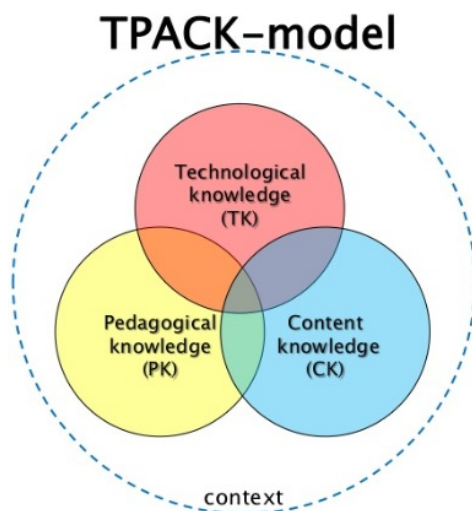 TPACK-model
Technological
knowledge
(TK)
Pedagogical
knowledge
(PK)
Content
knowledge
(CK)
context